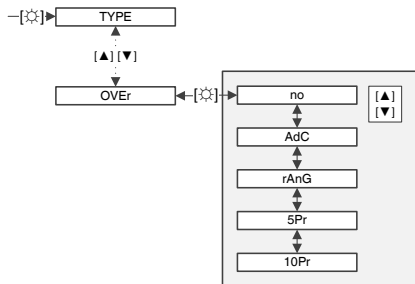 [☼] TYPE
[▲] [▼]
OVEr [☼] no [▲]
[▼]
AdC
rAnG
5Pr
10Pr